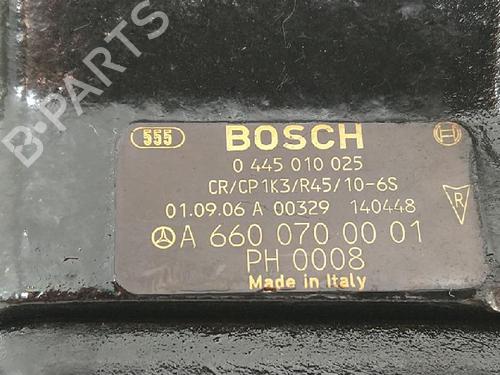 B-PARTS
555 BOSCH
0 445 010 025
CR/CP1K3/R45/10-6S
01.09.06 A 00329 140448 R
A 660 070 00 01
PH 0008
Made in Italy